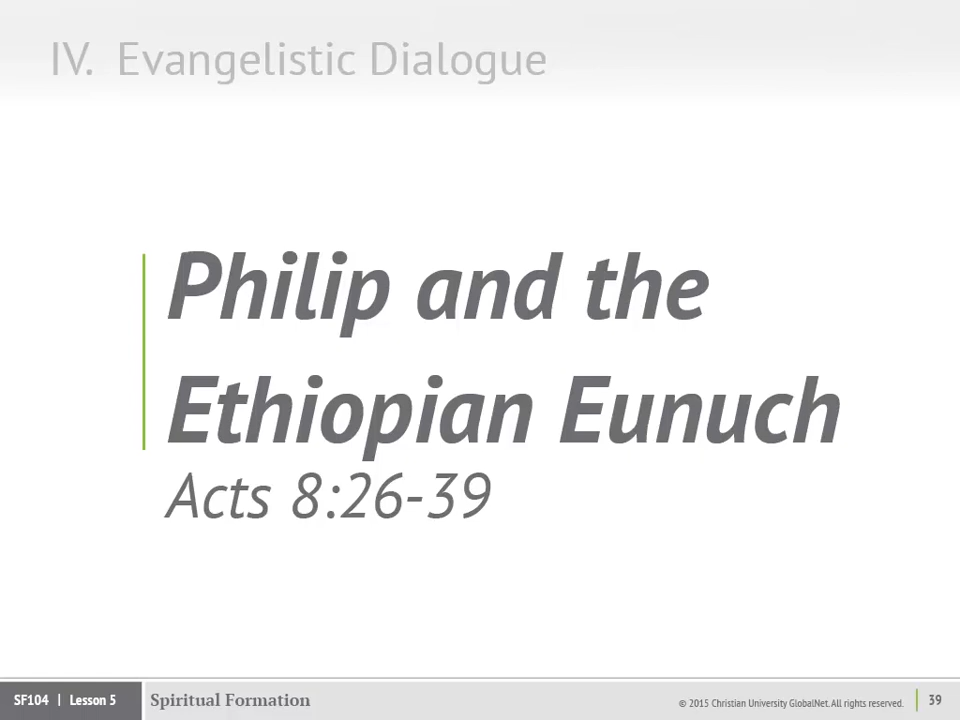 IV. Evangelistic Dialogue
Philip and the
Ethiopian Eunuch
Acts 8:26-39
SF104 | Lesson 5 Spiritual Formation © 2015 Christian University GlobalNet. All rights reserved. 39